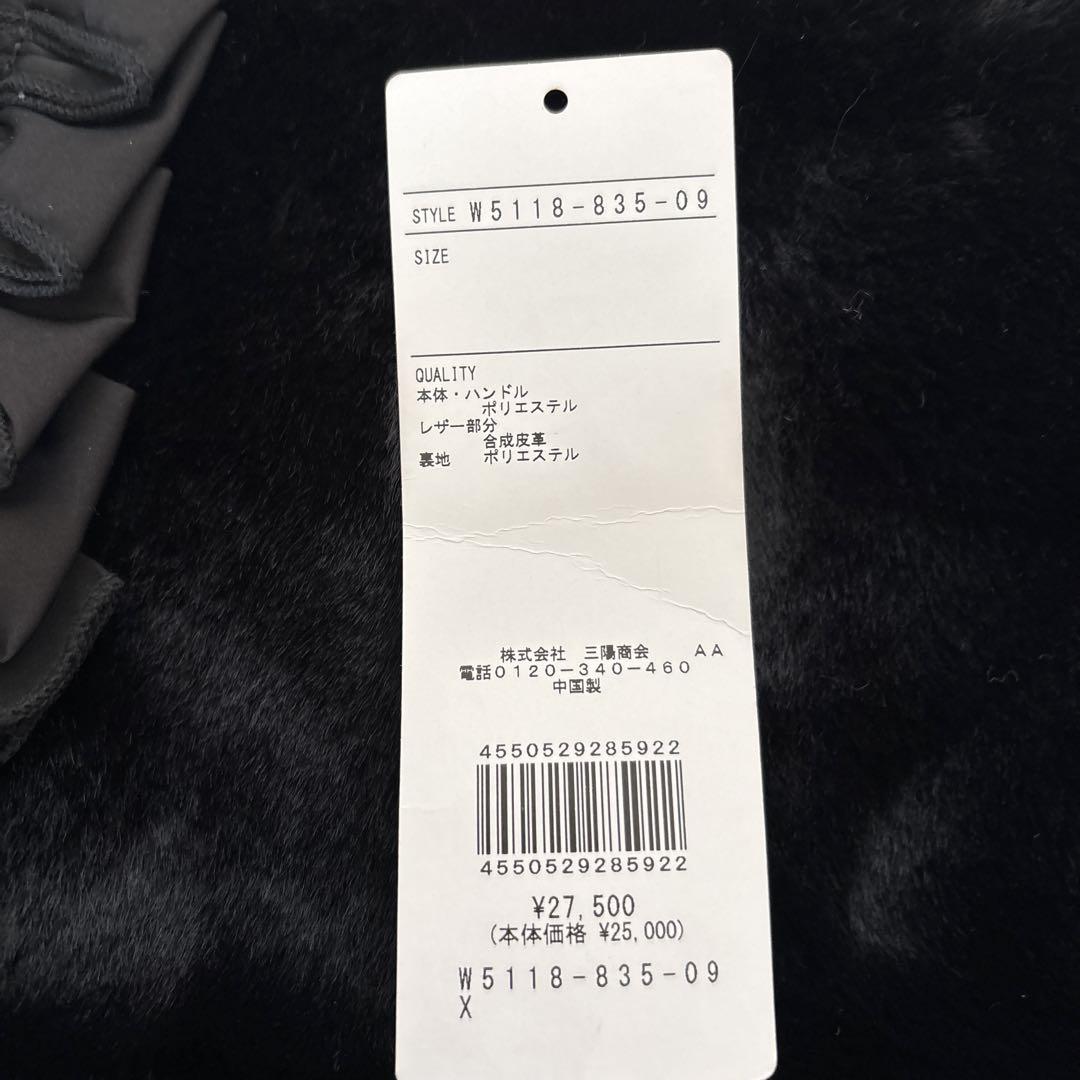 STYLE W5118-835-09
SIZE
QUALITY
本体・ハンドル
ポリエステル
レザー部分
合成皮革
裏地 ポリエステル
株式会社 三陽商会 AA
電話0120-340-460
中国製
4550529285922
4550529285922
¥27,500
(本体価格 ¥25,000)
W5118-835-09
X